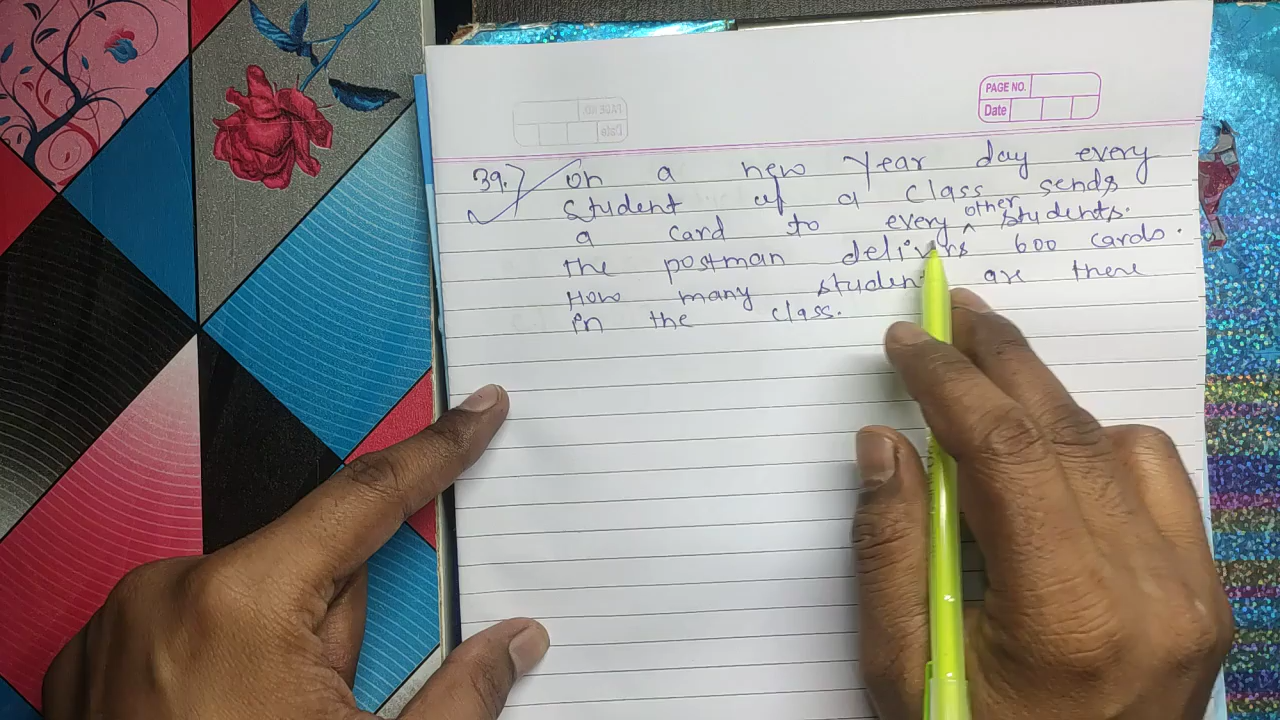 PAGE NO.
Date
39.) On a new Year day every
student of a class sends
a card to every other students.
the postman delivers 600 cards.
How many student are there
in the class.